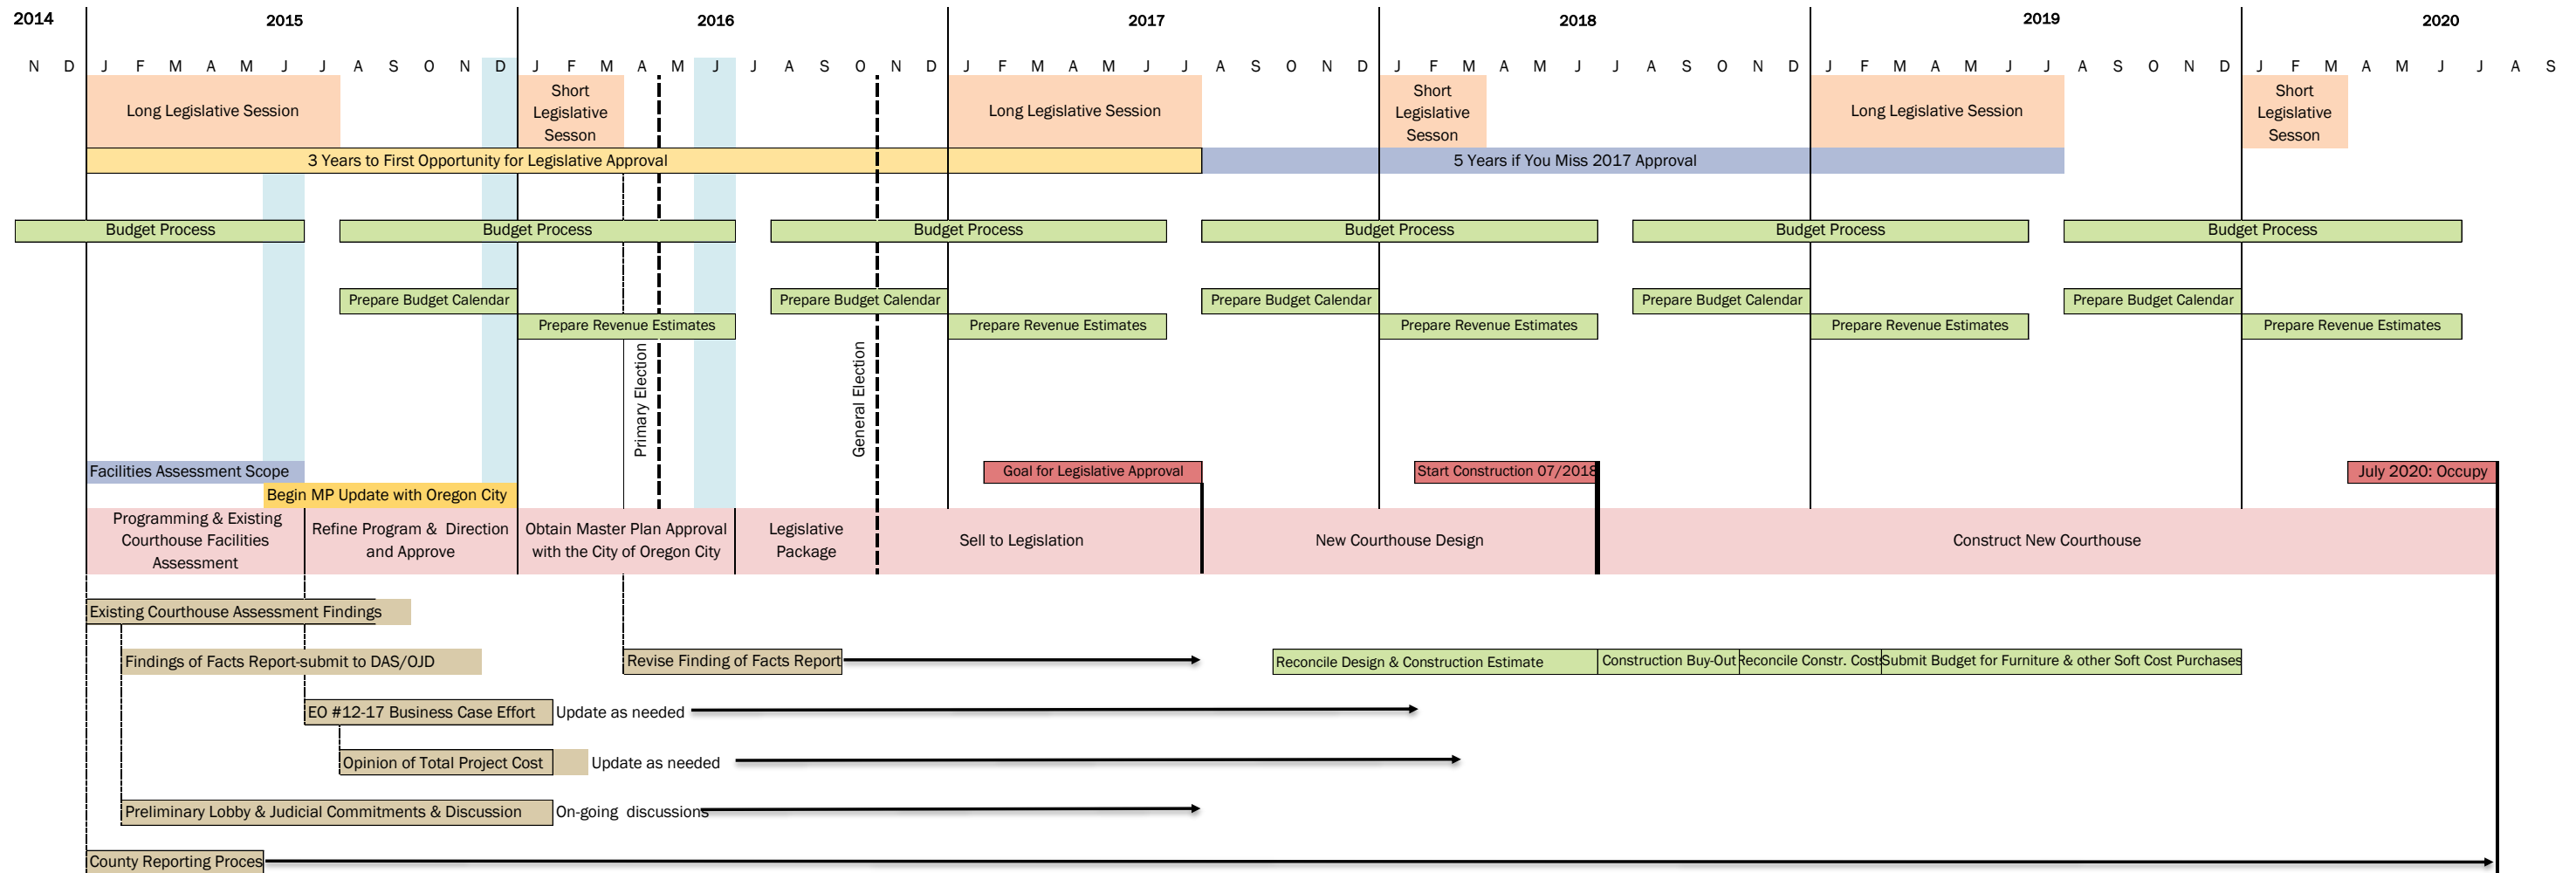 2014 2015 2016 2017 2018 2019 2020
N D J F M A M J J A S O N D J F M A M J J A S O N D J F M A M J J A S O N D J F M A M J J A S O N D J F M A M J J A S O N D J F M A M J J A S
Long Legislative Session
Short
Legislative
Sesson
Long Legislative Session
Short
Legislative
Sesson
Long Legislative Session
Short
Legislative
Sesson
3 Years to First Opportunity for Legislative Approval
5 Years if You Miss 2017 Approval
Budget Process Budget Process Budget Process Budget Process Budget Process Budget Process
Prepare Budget Calendar Prepare Budget Calendar Prepare Budget Calendar Prepare Budget Calendar Prepare Budget Calendar
Prepare Revenue Estimates Prepare Revenue Estimates Prepare Revenue Estimates Prepare Revenue Estimates Prepare Revenue Estimates
Primary Election
General Election
Facilities Assessment Scope
Goal for Legislative Approval
Start Construction 07/2018
July 2020: Occupy
Begin MP Update with Oregon City
Programming & Existing
Courthouse Facilities
Assessment
Refine Program & Direction
and Approve
Obtain Master Plan Approval
with the City of Oregon City
Legislative
Package
Sell to Legislation
New Courthouse Design
Construct New Courthouse
Existing Courthouse Assessment Findings
Findings of Facts Report-submit to DAS/OJD
Revise Finding of Facts Report
Reconcile Design & Construction Estimate
Construction Buy-Out
Reconcile Constr. Costs
Submit Budget for Furniture & other Soft Cost Purchases
EO #12-17 Business Case Effort
Update as needed
Opinion of Total Project Cost
Update as needed
Preliminary Lobby & Judicial Commitments & Discussion
On-going discussions
County Reporting Proces